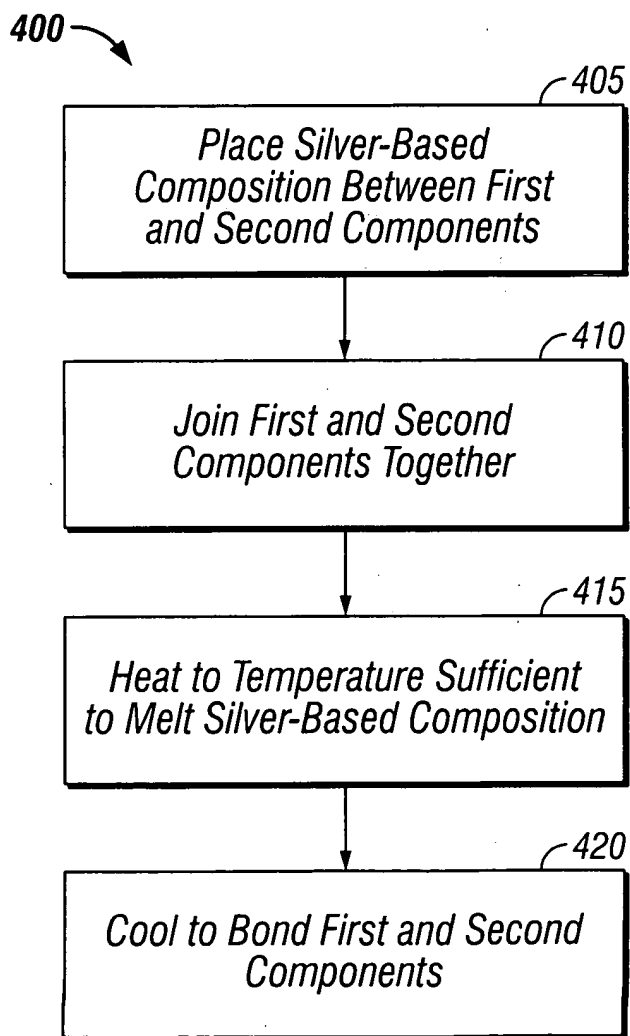 400
405
Place Silver-Based
Composition Between First
and Second Components
410
Join First and Second
Components Together
415
Heat to Temperature Sufficient
to Melt Silver-Based Composition
420
Cool to Bond First and Second
Components